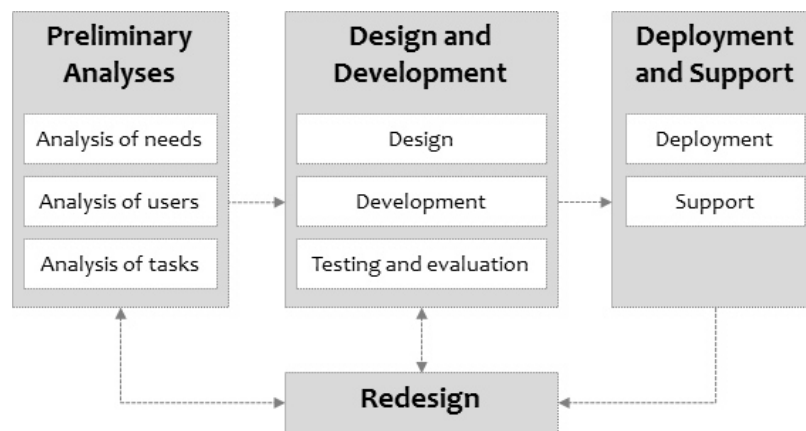 Preliminary
Analyses
Analysis of needs
Analysis of users
Analysis of tasks
Design and
Development
Design
Development
Testing and evaluation
Deployment
and Support
Deployment
Support
Redesign